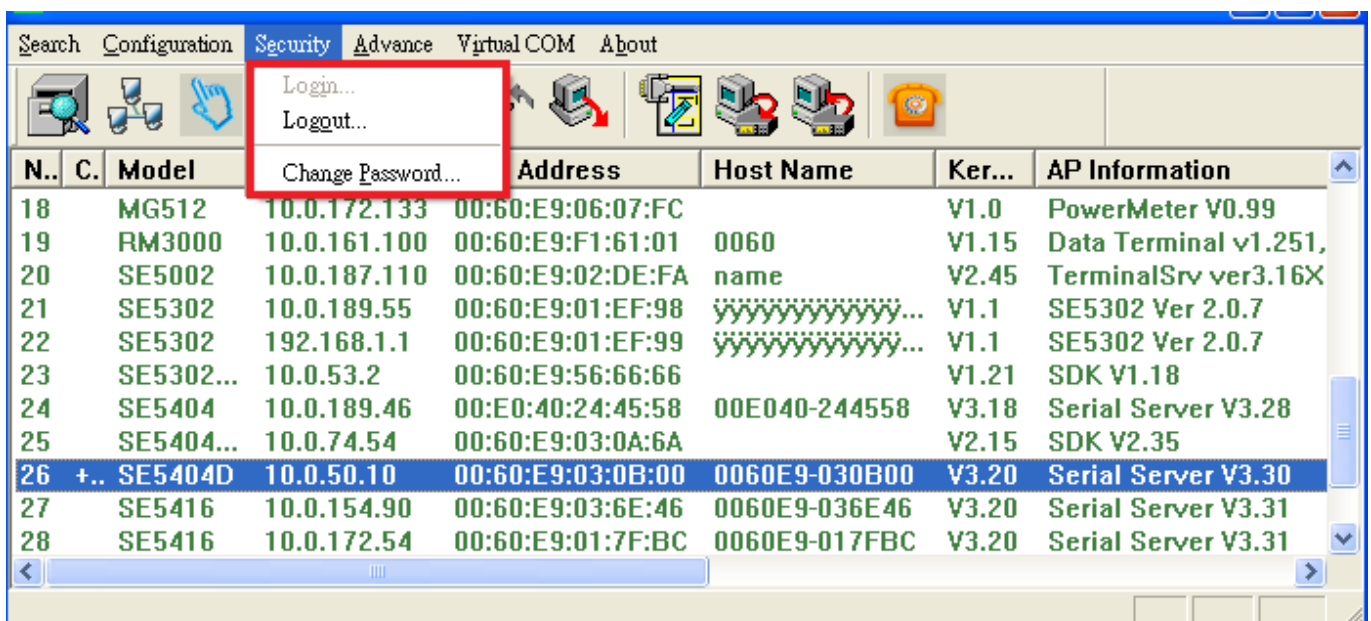 Search Configuration Security Advance Virtual COM About
Login...
Logout...
Change Password...
N.. C. Model Address Host Name Ker... AP Information
18 MG512 10.0.172.133 00:60:E9:06:07:FC V1.0 PowerMeter V0.99
19 RM3000 10.0.161.100 00:60:E9:F1:61:01 0060 V1.15 Data Terminal v1.251,
20 SE5002 10.0.187.110 00:60:E9:02:DE:FA name V2.45 TerminalSrv ver3.16X
21 SE5302 10.0.189.55 00:60:E9:01:EF:98 ÿÿÿÿÿÿÿÿÿÿÿÿ... V1.1 SE5302 Ver 2.0.7
22 SE5302 192.168.1.1 00:60:E9:01:EF:99 ÿÿÿÿÿÿÿÿÿÿÿÿ... V1.1 SE5302 Ver 2.0.7
23 SE5302... 10.0.53.2 00:60:E9:56:66:66 V1.21 SDK V1.18
24 SE5404 10.0.189.46 00:E0:40:24:45:58 00E040-244558 V3.18 Serial Server V3.28
25 SE5404... 10.0.74.54 00:60:E9:03:0A:6A V2.15 SDK V2.35
26 +.. SE5404D 10.0.50.10 00:60:E9:03:0B:00 0060E9-030B00 V3.20 Serial Server V3.30
27 SE5416 10.0.154.90 00:60:E9:03:6E:46 0060E9-036E46 V3.20 Serial Server V3.31
28 SE5416 10.0.172.54 00:60:E9:01:7F:BC 0060E9-017FBC V3.20 Serial Server V3.31